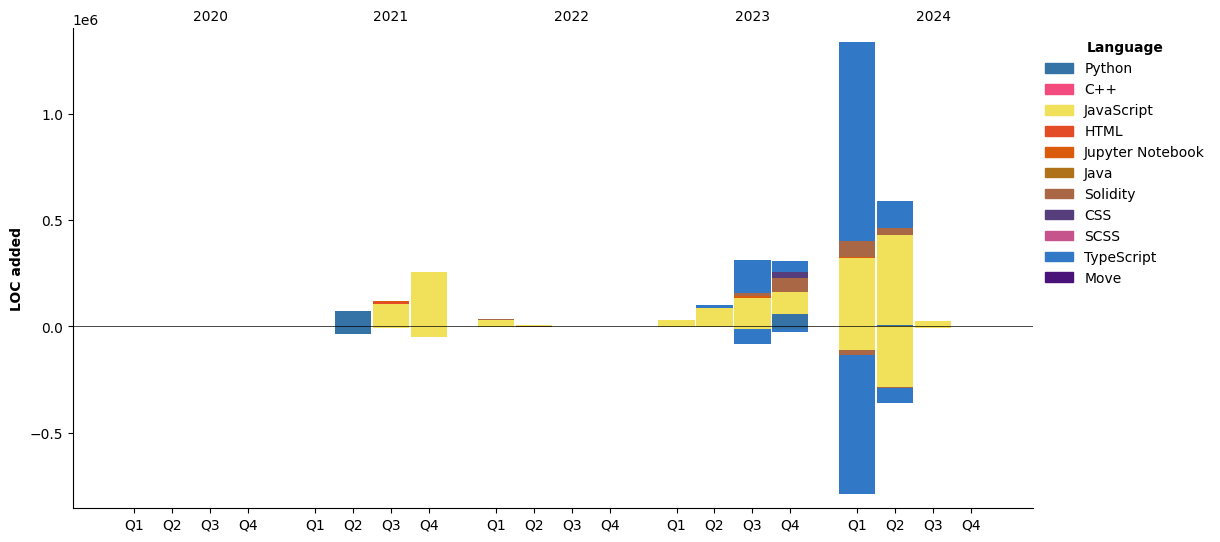 1e6
2020 2021 2022 2023 2024
Language
Python
C++
JavaScript
HTML
Jupyter Notebook
Java
Solidity
CSS
SCSS
TypeScript
Move
LOC added
1.0
0.5
0.0
−0.5
Q1 Q2 Q3 Q4 Q1 Q2 Q3 Q4 Q1 Q2 Q3 Q4 Q1 Q2 Q3 Q4 Q1 Q2 Q3 Q4